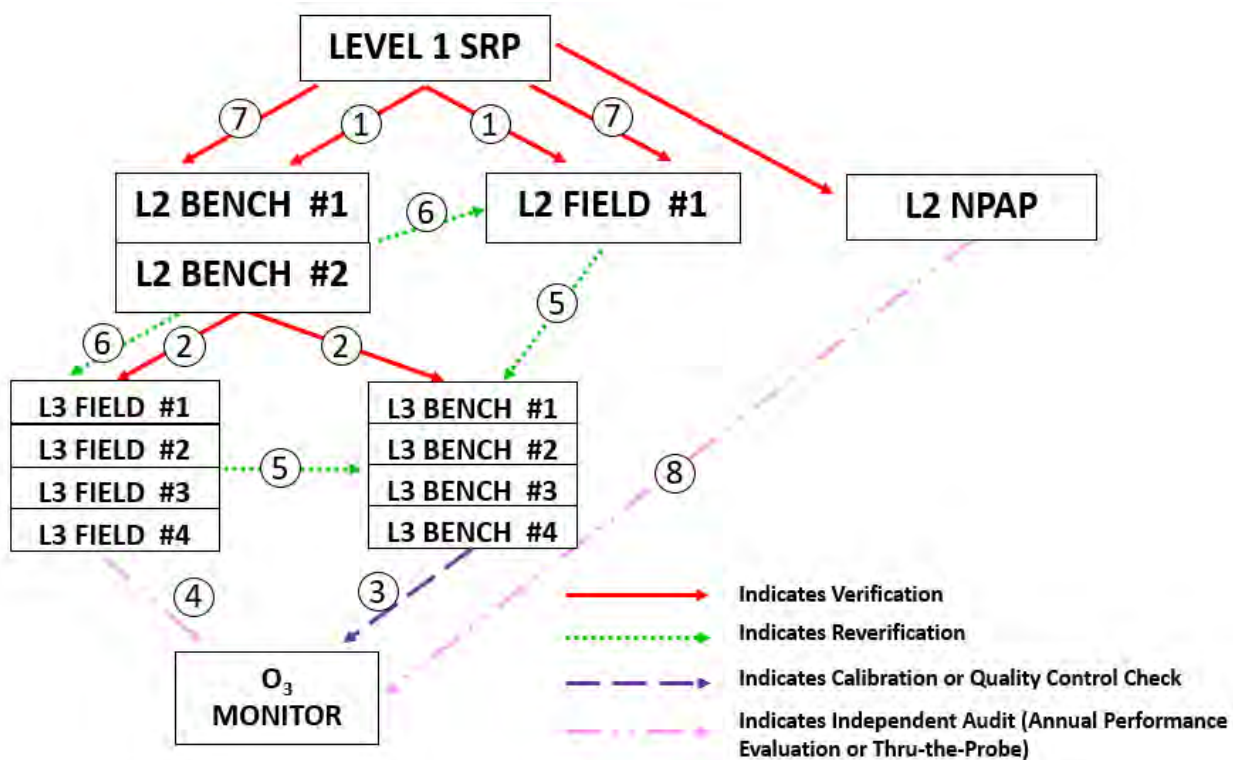 LEVEL 1 SRP
7
1
1
7
L2 BENCH #1
L2 BENCH #2
6
L2 FIELD #1
L2 NPAP
6
2
2
5
L3 FIELD #1
L3 FIELD #2
L3 FIELD #3
L3 FIELD #4
5
L3 BENCH #1
L3 BENCH #2
L3 BENCH #3
L3 BENCH #4
8
4
3
O₃
MONITOR
Indicates Verification
Indicates Reverification
Indicates Calibration or Quality Control Check
Indicates Independent Audit (Annual Performance
Evaluation or Thru-the-Probe)